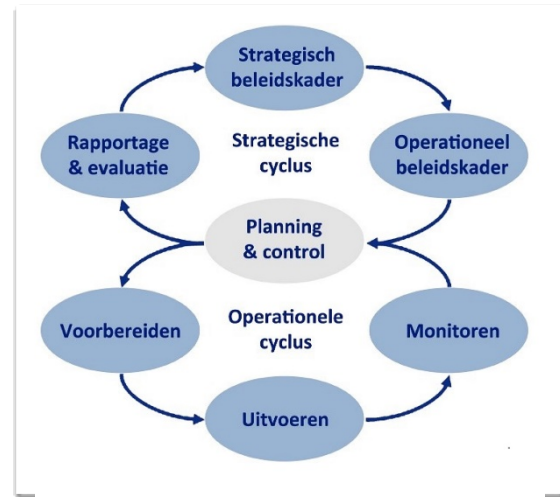 Strategisch
beleidskader
Rapportage
& evaluatie
Strategische
cyclus
Operationeel
beleidskader
Planning
& control
Voorbereiden
Operationele
cyclus
Monitoren
Uitvoeren